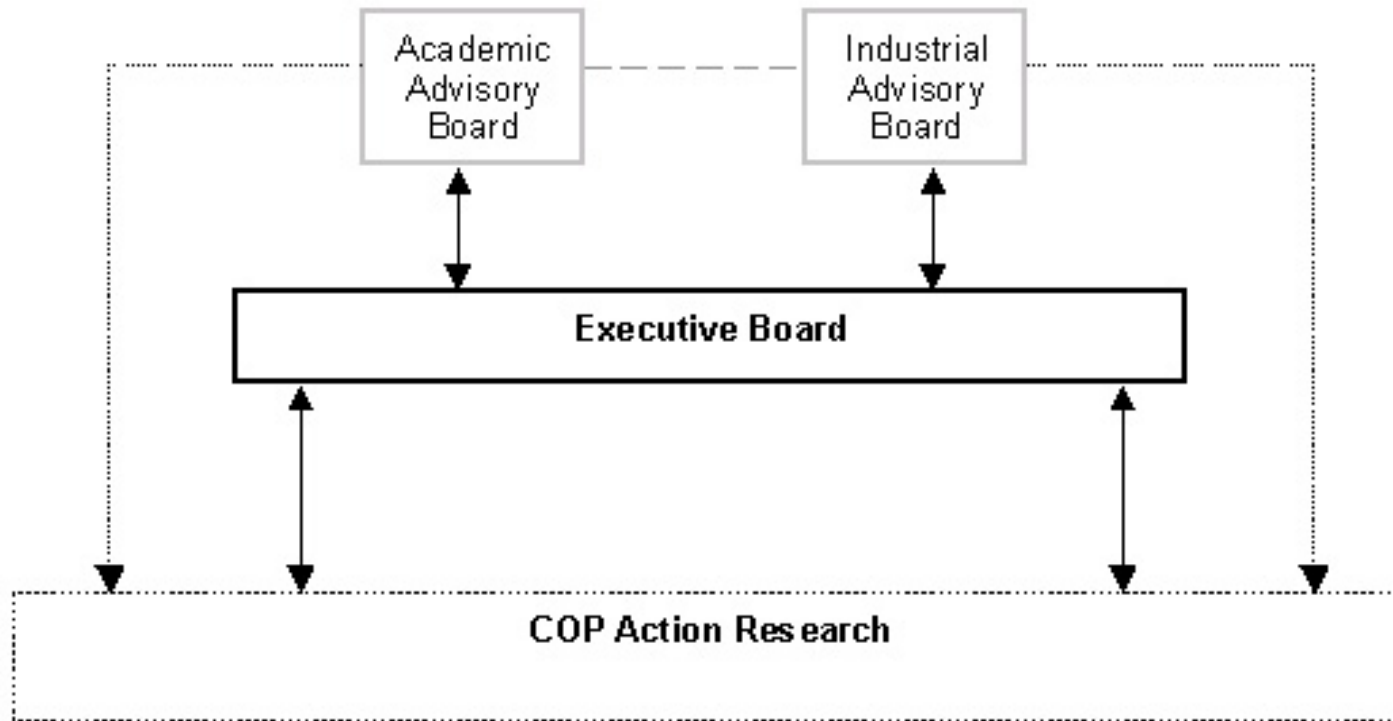 Academic
Advisory
Board
Industrial
Advisory
Board
Executive Board
COP Action Research